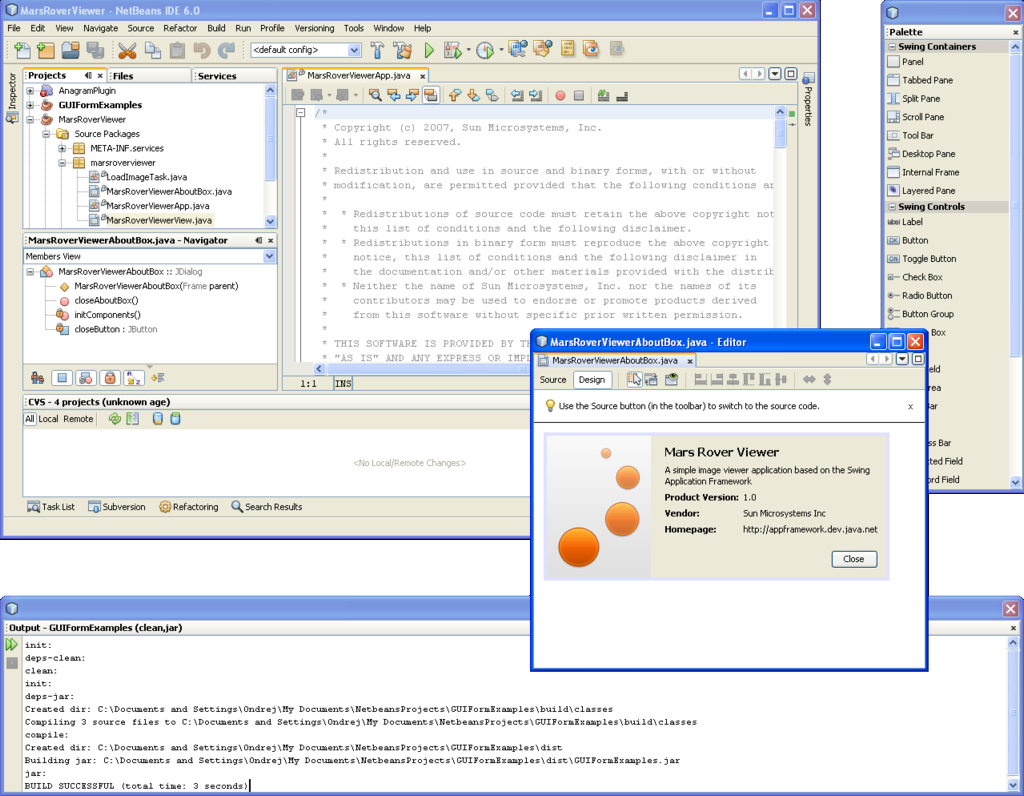 MarsRoverViewer - NetBeans IDE 6.0
File Edit View Navigate Source Refactor Build Run Profile Versioning Tools Window Help
<default config>
Inspector
Projects
Files
Services
AnagramPlugin
GUIFormExamples
MarsRoverViewer
Source Packages
META-INF.services
marsroverviewer
LoadImageTask.java
MarsRoverViewerAboutBox.java
MarsRoverViewerApp.java
MarsRoverViewerView.java
MarsRoverViewerAboutBox.java - Navigator
Members View
MarsRoverViewerAboutBox :: JDialog
MarsRoverViewerAboutBox(Frame parent)
closeAboutBox()
initComponents()
closeButton : JButton
MarsRoverViewerApp.java
/*
* Copyright (c) 2007, Sun Microsystems, Inc.
* All rights reserved.
*
* Redistribution and use in source and binary forms, with or without
* modification, are permitted provided that the following conditions ar
*
* * Redistributions of source code must retain the above copyright not
* this list of conditions and the following disclaimer.
* * Redistributions in binary form must reproduce the above copyright
* notice, this list of conditions and the following disclaimer in
* the documentation and/or other materials provided with the distrib
* * Neither the name of Sun Microsystems, Inc. nor the names of its
* contributors may be used to endorse or promote products derived
* from this software without specific prior written permission.
*
* THIS SOFTWARE IS PROVIDED BY TH
* "AS IS" AND ANY EXPRESS OR IMPL
1:1 INS
Properties
CVS - 4 projects (unknown age)
All Local Remote
<No Local/Remote Changes>
Task List Subversion Refactoring Search Results
Palette
Swing Containers
Panel
Tabbed Pane
Split Pane
Scroll Pane
Tool Bar
Desktop Pane
Internal Frame
Layered Pane
Swing Controls
label Label
OK Button
ON Toggle Button
Check Box
Radio Button
Button Group
Box
eld
rea
ar
ss Bar
tted Field
ord Field
MarsRoverViewerAboutBox.java - Editor
MarsRoverViewerAboutBox.java
Source Design
Use the Source button (in the toolbar) to switch to the source code.
x
Mars Rover Viewer
A simple image viewer application based on the Swing
Application Framework
Product Version: 1.0
Vendor: Sun Microsystems Inc
Homepage: http://appframework.dev.java.net
Close
Output - GUIFormExamples (clean,jar)
init:
deps-clean:
clean:
init:
deps-jar:
Created dir: C:\Documents and Settings\Ondrej\My Documents\NetbeansProjects\GUIFormExamples\build\classes
Compiling 3 source files to C:\Documents and Settings\Ondrej\My Documents\NetbeansProjects\GUIFormExamples\build\classes
compile:
Created dir: C:\Documents and Settings\Ondrej\My Documents\NetbeansProjects\GUIFormExamples\dist
Building jar: C:\Documents and Settings\Ondrej\My Documents\NetbeansProjects\GUIFormExamples\dist\GUIFormExamples.jar
jar:
BUILD SUCCESSFUL (total time: 3 seconds)